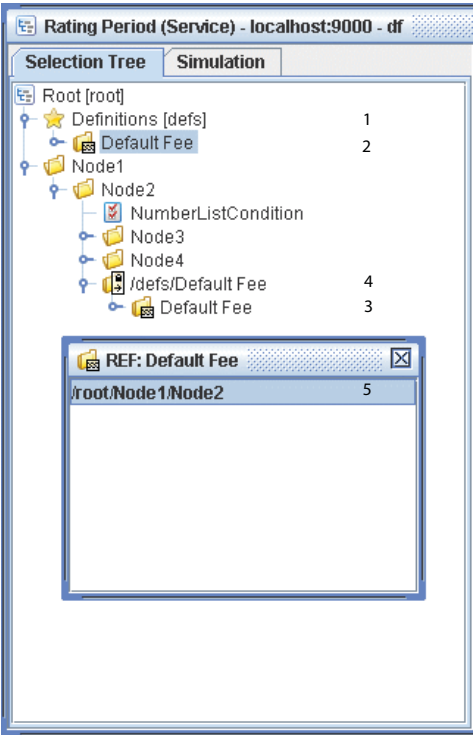 Rating Period (Service) - localhost:9000 - df
Selection Tree Simulation
Root [root]
Definitions [defs] 1
Default Fee 2
Node1
Node2
NumberListCondition
Node3
Node4
/defs/Default Fee 4
Default Fee 3
REF: Default Fee
/root/Node1/Node2 5